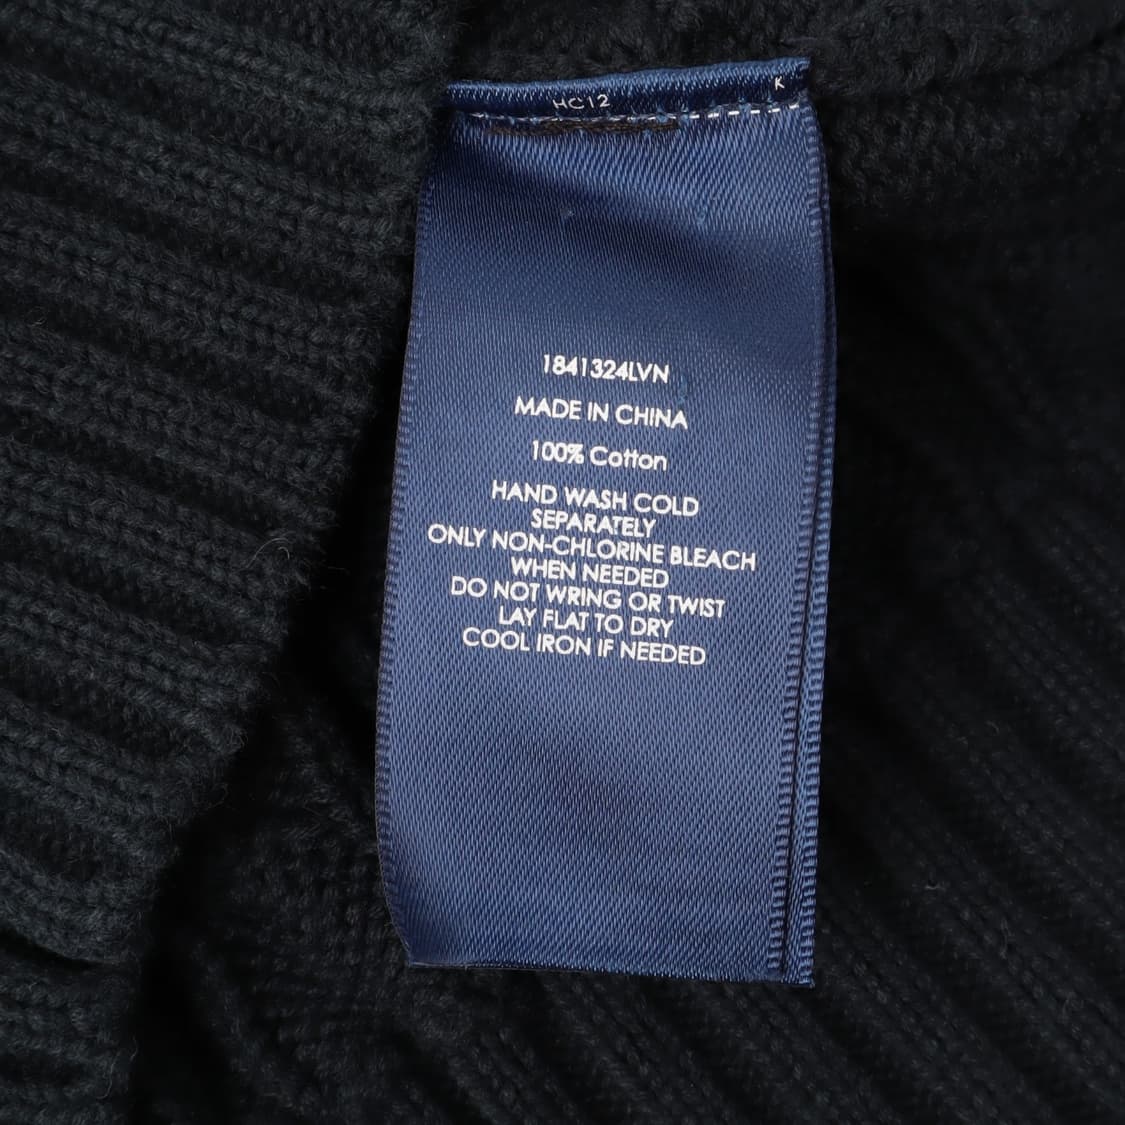 HC12 K
1841324LVN
MADE IN CHINA
100% Cotton
HAND WASH COLD
SEPARATELY
ONLY NON-CHLORINE BLEACH
WHEN NEEDED
DO NOT WRING OR TWIST
LAY FLAT TO DRY
COOL IRON IF NEEDED